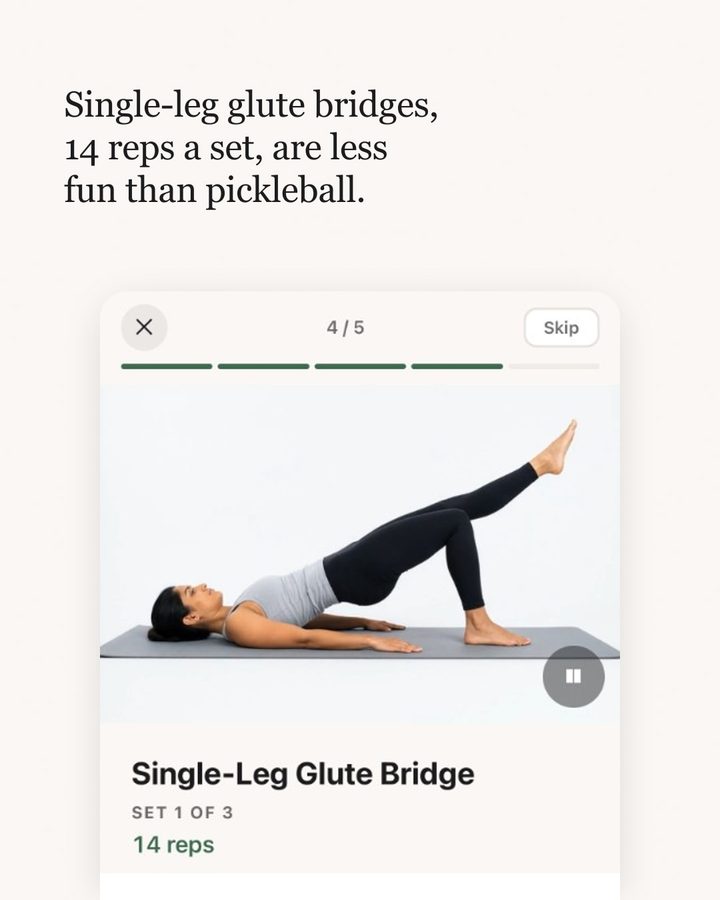 Single-leg glute bridges,
14 reps a set, are less
fun than pickleball.
4 / 5
Skip
Single-Leg Glute Bridge
SET 1 OF 3
14 reps